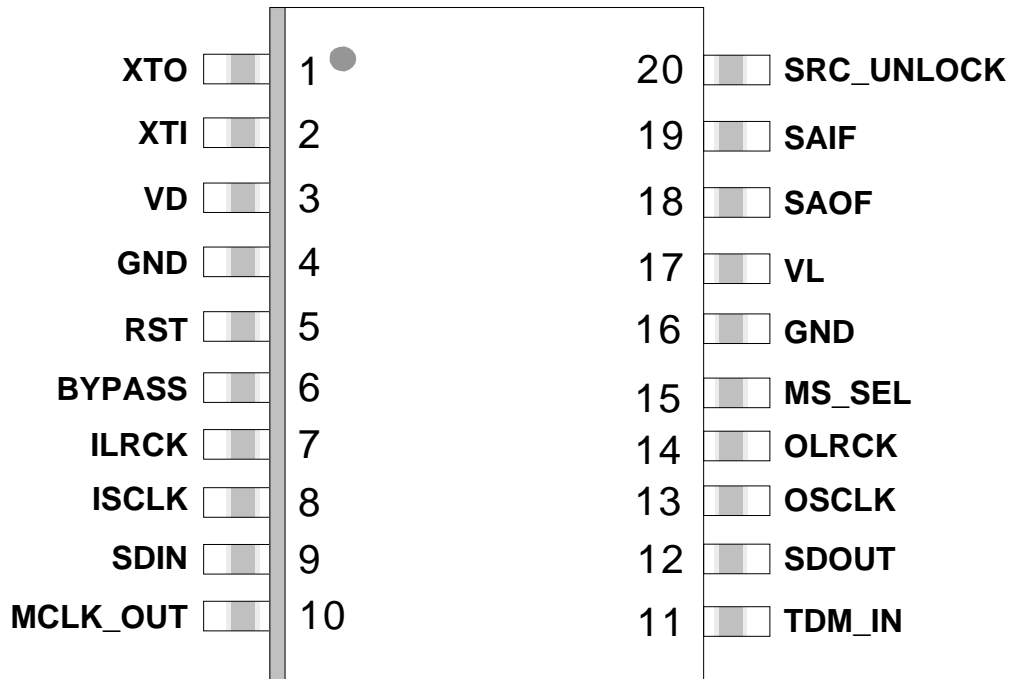 XTO 1 20 SRC_UNLOCK
XTI 2 19 SAIF
VD 3 18 SAOF
GND 4 17 VL
RST 5 16 GND
BYPASS 6 15 MS_SEL
ILRCK 7 14 OLRCK
ISCLK 8 13 OSCLK
SDIN 9 12 SDOUT
MCLK_OUT 10 11 TDM_IN